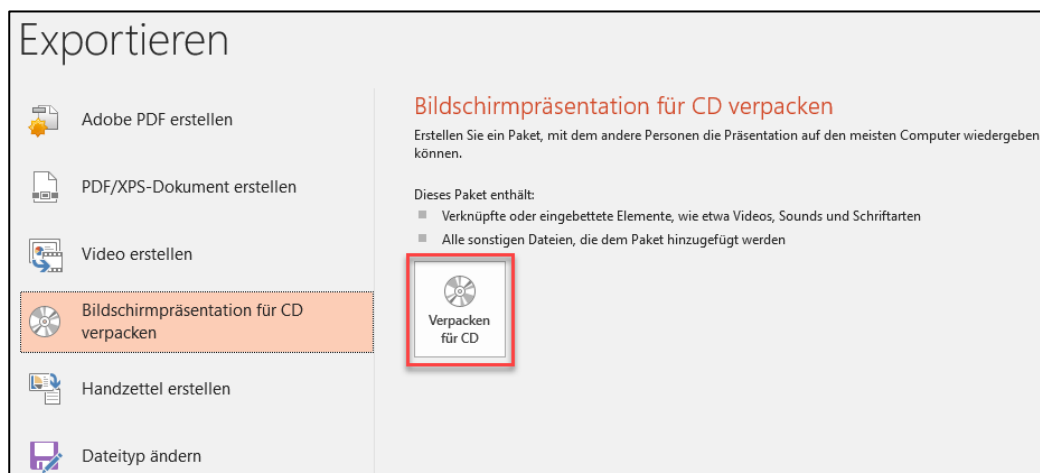 Exportieren
Adobe PDF erstellen
PDF/XPS-Dokument erstellen
Video erstellen
Bildschirmpräsentation für CD
verpacken
Handzettel erstellen
Dateityp ändern
Bildschirmpräsentation für CD verpacken
Erstellen Sie ein Paket, mit dem andere Personen die Präsentation auf den meisten Computer wiedergeben
können.
Dieses Paket enthält:
Verknüpfte oder eingebettete Elemente, wie etwa Videos, Sounds und Schriftarten
Alle sonstigen Dateien, die dem Paket hinzugefügt werden
Verpacken
für CD